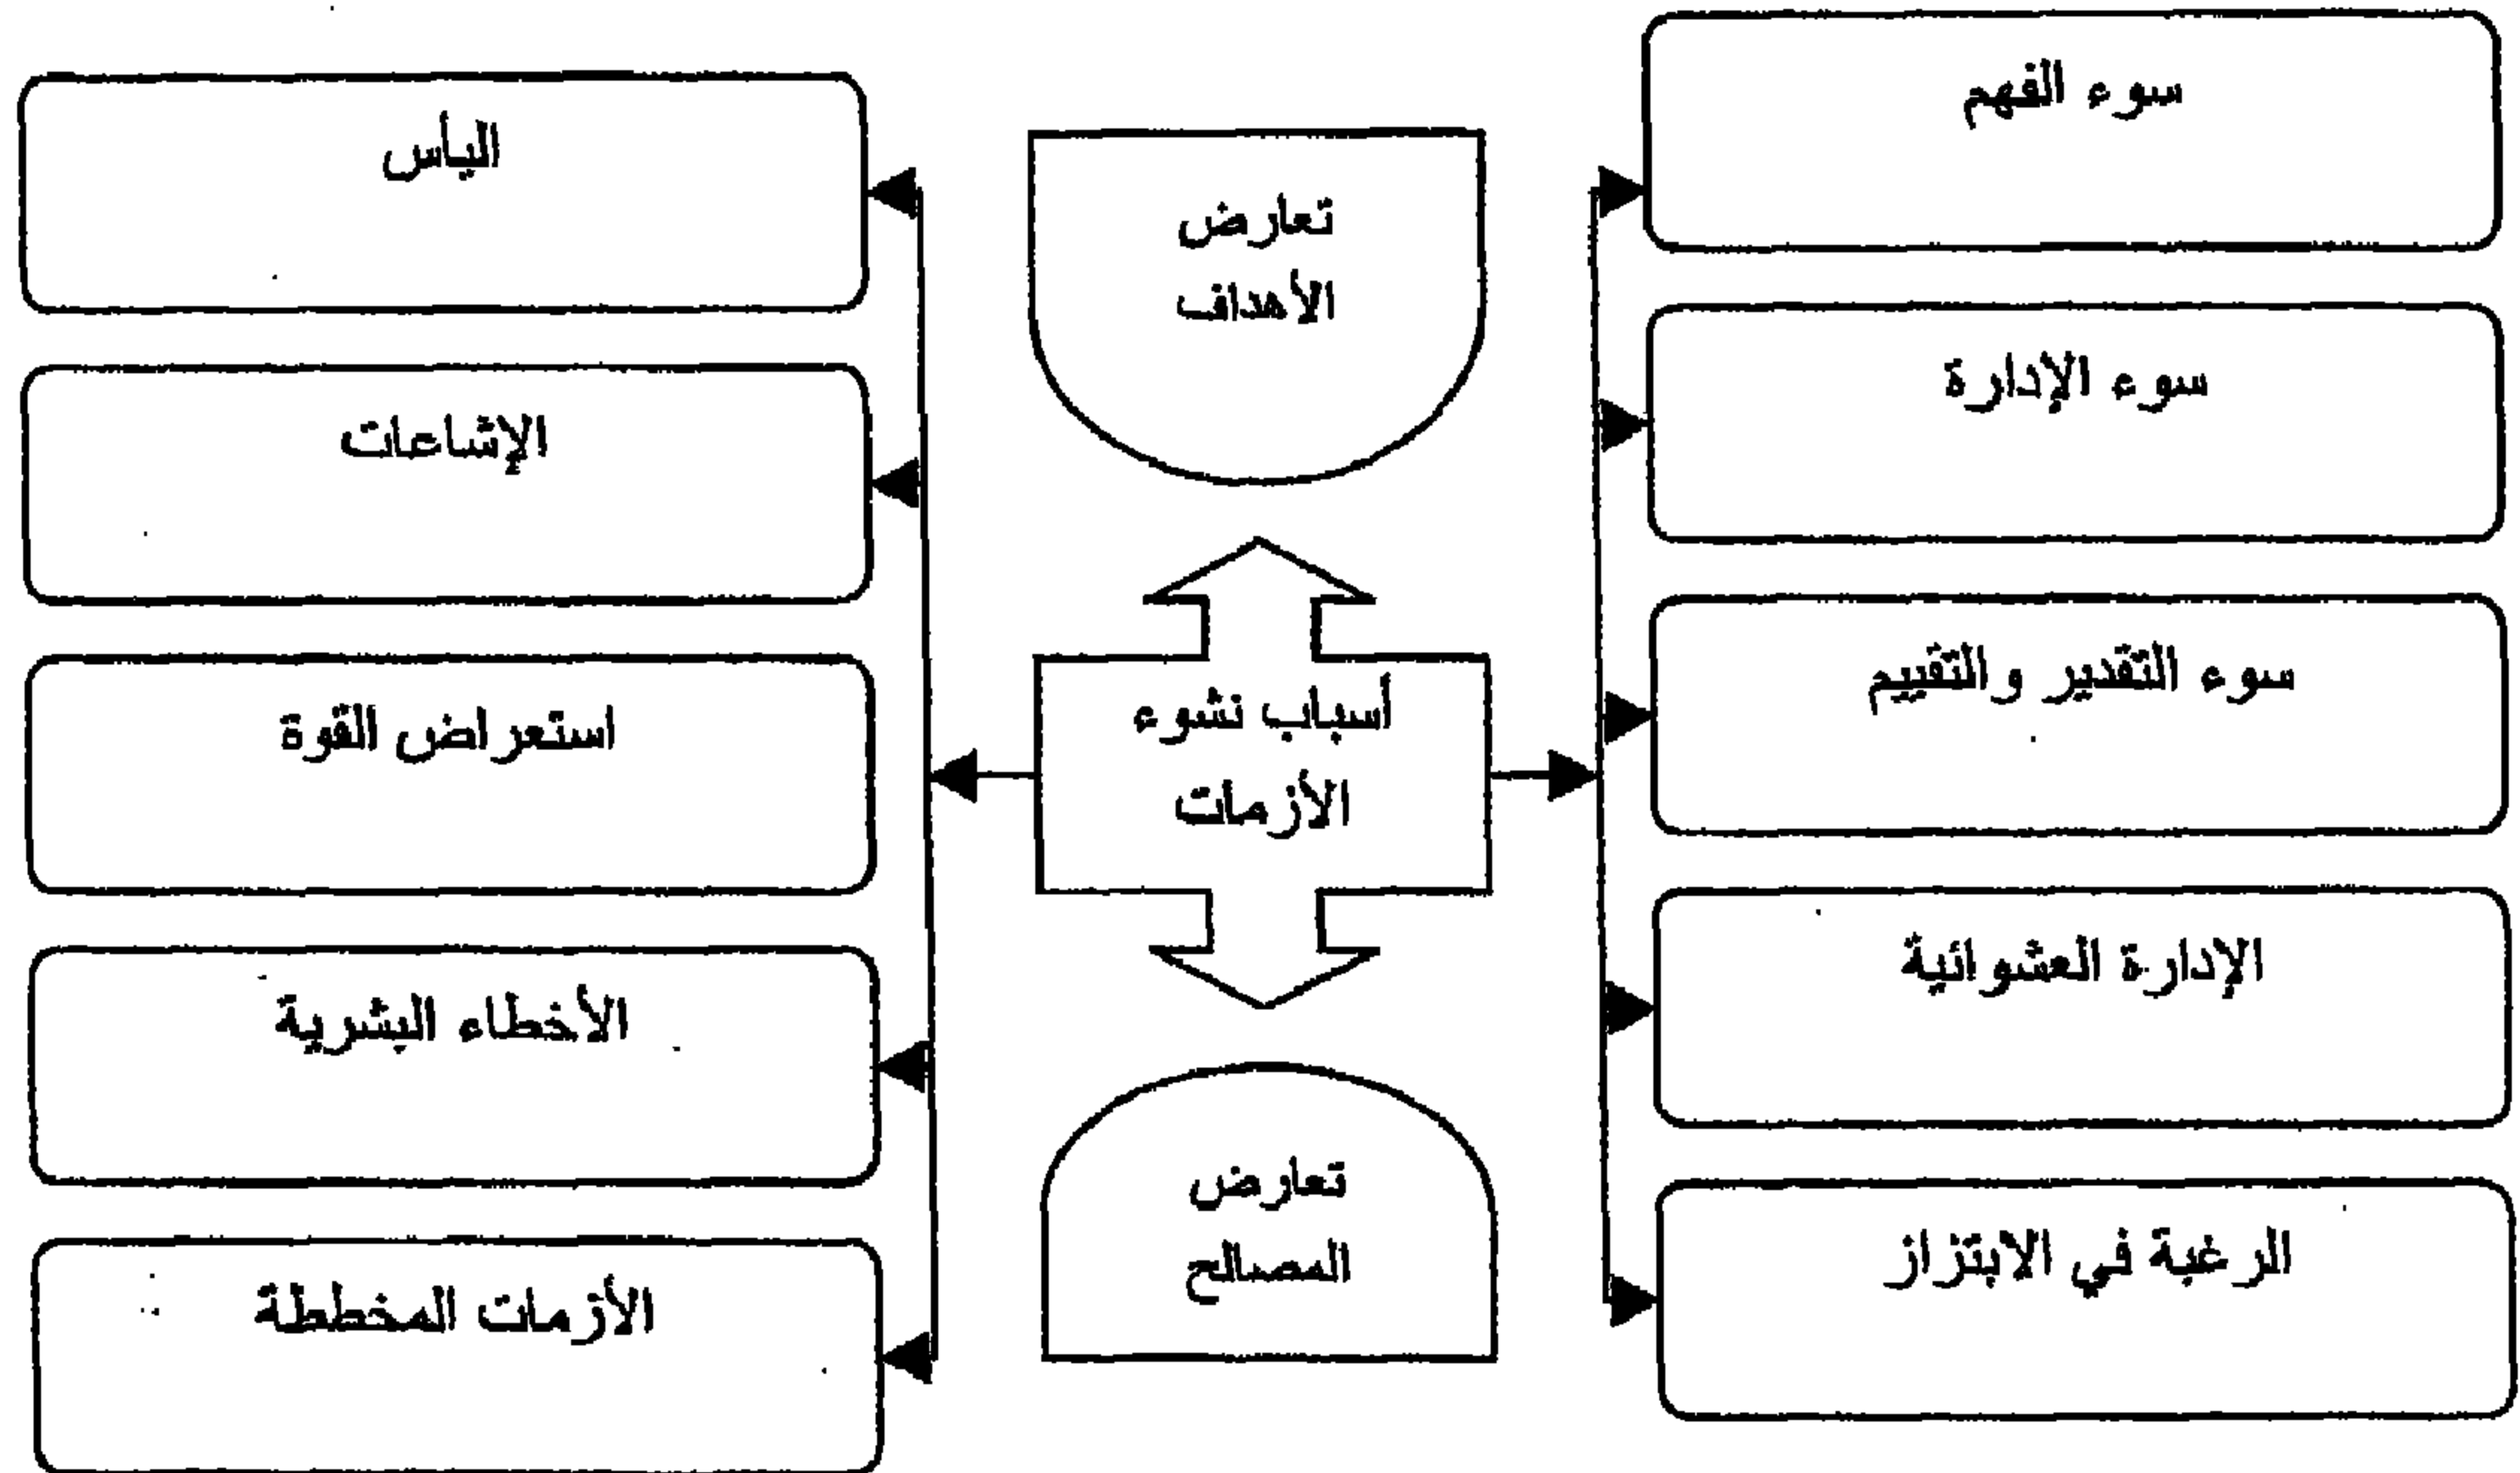 سوء الفهم
سوء الإدارة
سوء التقدير والتقييم
الإدارة العشوائية
الرغبة في الابتزاز
تعارض
الأهداف
أسباب نشوء
الأزمات
تعارض
المصالح
اليأس
الإشاعات
استعراض القوة
الأخطاء البشرية
الأزمات المخططة